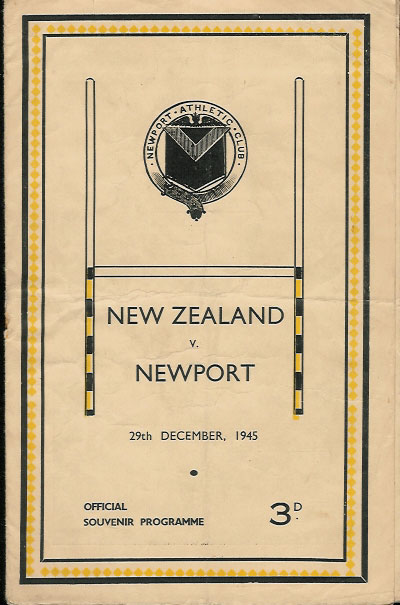 NEWPORT · ATHLETIC · CLUB ·
NEW ZEALAND
v.
NEWPORT
29th DECEMBER, 1945
OFFICIAL
SOUVENIR PROGRAMME
3D.